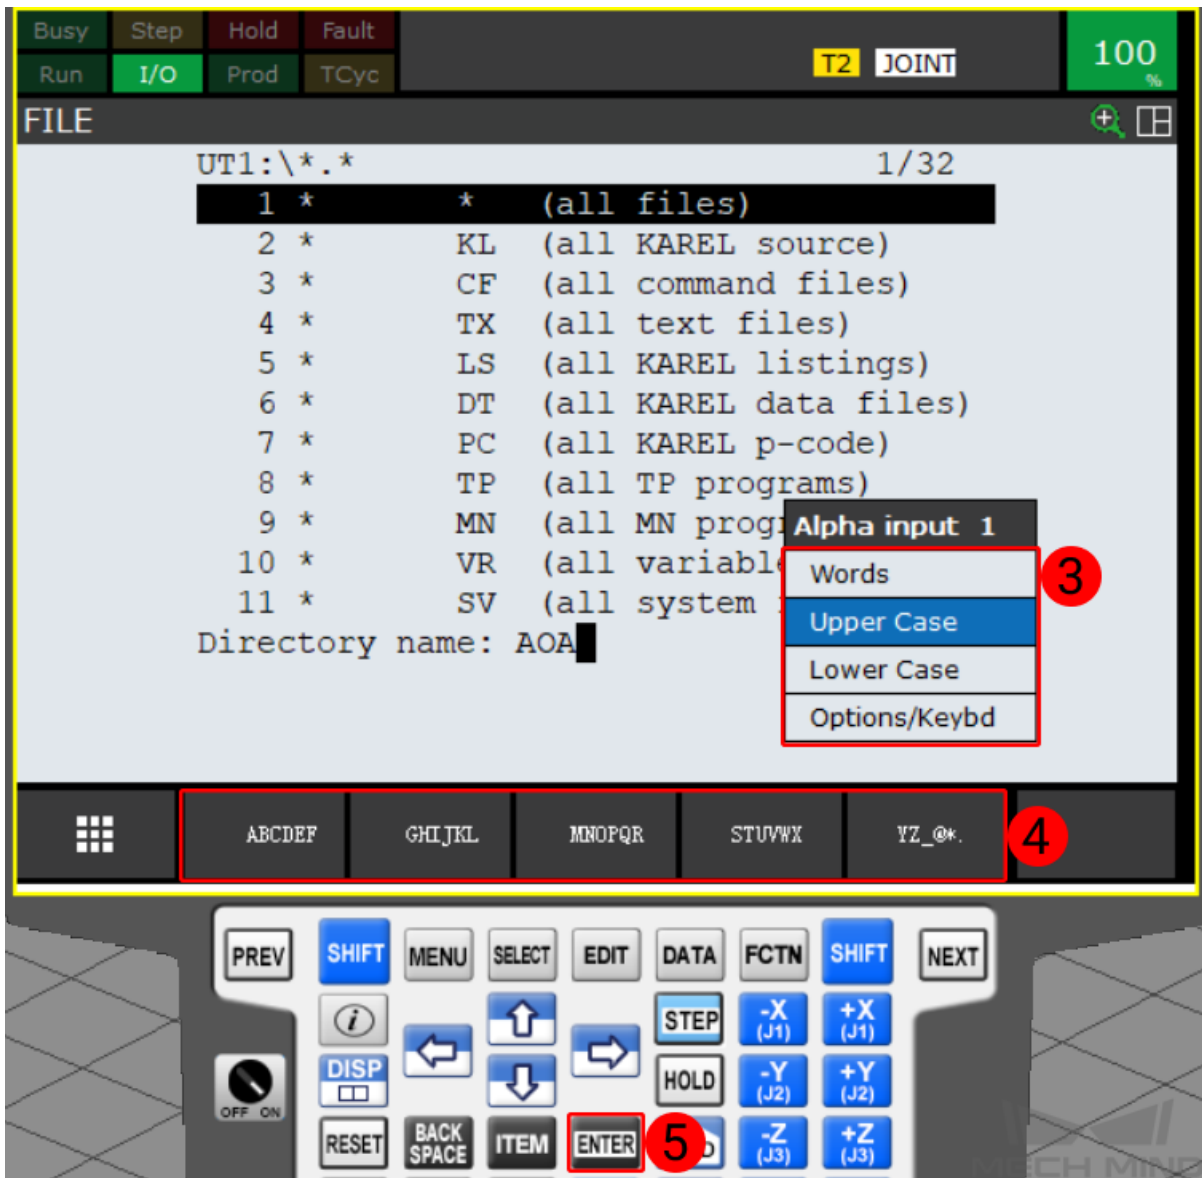 Busy Step Hold Fault
T2 JOINT 100 %
Run I/O Prod TCyc
FILE
UT1:\*.* 1/32
1 * * (all files)
2 * KL (all KAREL source)
3 * CF (all command files)
4 * TX (all text files)
5 * LS (all KAREL listings)
6 * DT (all KAREL data files)
7 * PC (all KAREL p-code)
8 * TP (all TP programs)
9 * MN (all MN prog
10 * VR (all variabl
11 * SV (all system
Alpha input 1
Words
3
Upper Case
Lower Case
Options/Keybd
Directory name: AOA
ABCDEF GHIJKL MNOPQR STUVWX YZ_@*. 4
PREV SHIFT MENU SELECT EDIT DATA FCTN SHIFT NEXT
i STEP -X (J1) +X (J1)
DISP HOLD -Y (J2) +Y (J2)
OFF ON
RESET BACK SPACE ITEM ENTER 5 -Z (J3) +Z (J3)
MECH MIND